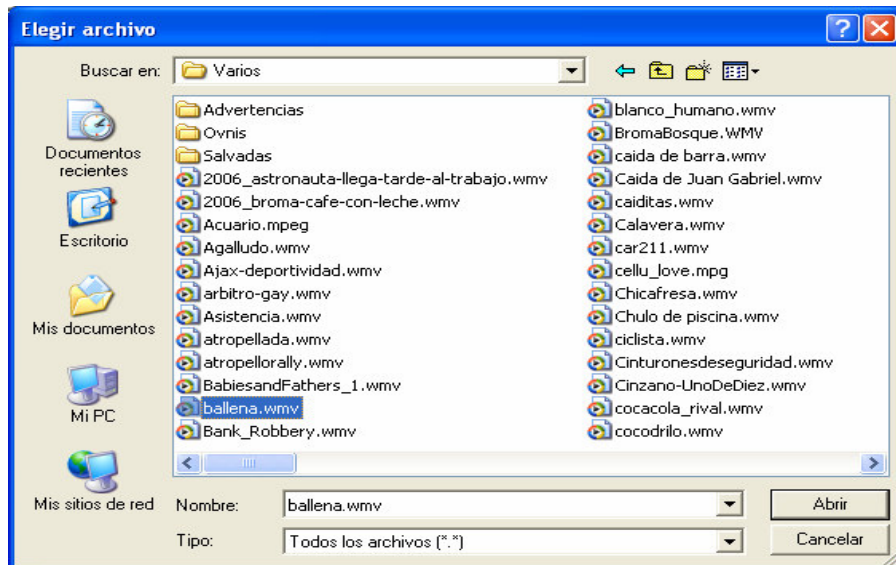 Elegir archivo
Buscar en:
Varios
Documentos
recientes
Escritorio
Mis documentos
Mi PC
Mis sitios de red
Advertencias
Ovnis
Salvadas
2006_astronauta-llega-tarde-al-trabajo.wmv
2006_broma-cafe-con-leche.wmv
Acuario.mpeg
Agalludo.wmv
Ajax-deportividad.wmv
arbitro-gay.wmv
Asistencia.wmv
atropellada.wmv
atropellorally.wmv
BabiesandFathers_1.wmv
ballena.wmv
Bank_Robbery.wmv
blanco_humano.wmv
BromaBosque.WMV
caida de barra.wmv
Caida de Juan Gabriel.wmv
caiditas.wmv
Calavera.wmv
car211.wmv
cellu_love.mpg
Chicafresa.wmv
Chulo de piscina.wmv
ciclista.wmv
Cinturonesdeseguridad.wmv
Cinzano-UnoDeDiez.wmv
cocacola_rival.wmv
cocodrilo.wmv
Nombre:
ballena.wmv
Abrir
Tipo:
Todos los archivos (*.*)
Cancelar